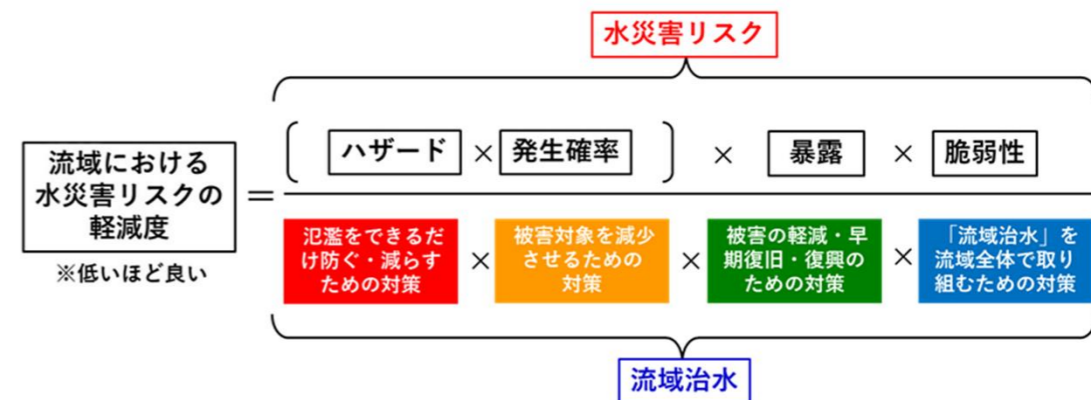 水災害リスク
流域における
水災害リスクの
軽減度
※低いほど良い
=
( ハザード × 発生確率 ) × 暴露 × 脆弱性
氾濫をできるだ
け防ぐ・減らす
ための対策
×
被害対象を減少
させるための
対策
×
被害の軽減・早
期復旧・復興の
ための対策
×
「流域治水」を
流域全体で取り
組むための対策
流域治水